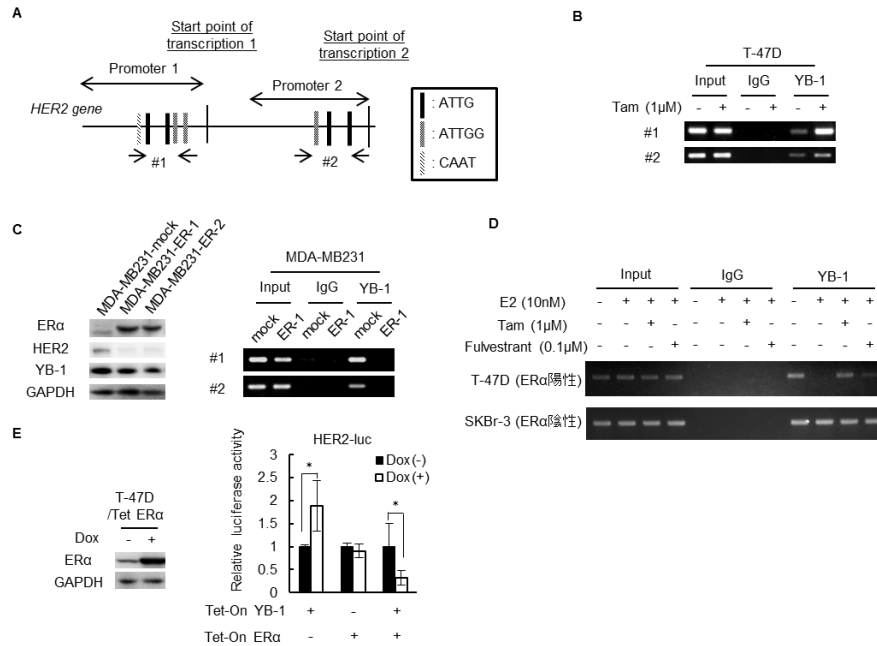 A
Start point of
transcription 1
Start point of
transcription 2
Promoter 1
Promoter 2
HER2 gene
#1
#2
: ATTG
: ATTGG
: CAAT
B
T-47D
Input IgG YB-1
Tam (1μM) - + - + - +
#1
#2
C
MDA-MB231-mock
MDA-MB231-ER-1
MDA-MB231-ER-2
ERα
HER2
YB-1
GAPDH
MDA-MB231
Input IgG YB-1
mock ER-1 mock ER-1 mock ER-1
#1
#2
D
Input IgG YB-1
E2 (10nM) - + + + - + + + - + + +
Tam (1μM) - - + - - - + - - - + -
Fulvestrant (0.1μM) - - - + - - - + - - - +
T-47D (ERα陽性)
SKBr-3 (ERα陰性)
E
T-47D
/Tet ERα
Dox - +
ERα
GAPDH
HER2-luc
Relative luciferase activity
3
2.5
2
1.5
1
0.5
0
* *
Dox (-)
Dox (+)
Tet-On YB-1 + - +
Tet-On ERα - + +